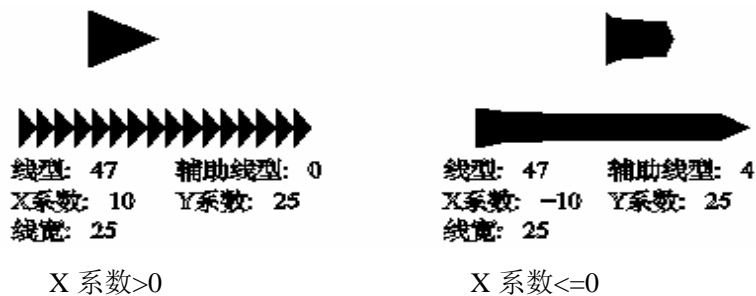 线型: 47 辅助线型: 0
X系数: 10 Y系数: 25
线宽: 25
X 系数>0
线型: 47 辅助线型: 4
X系数: -10 Y系数: 25
线宽: 25
X 系数<=0